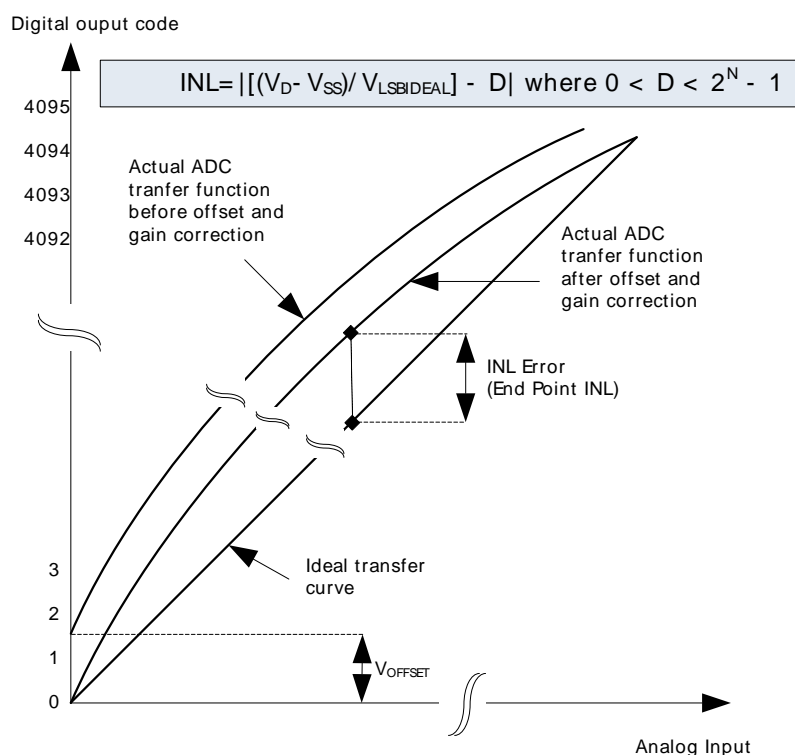 Digital ouput code
INL= |[(VD- VSS)/ VLSBIDEAL] - D| where 0 < D < 2^N - 1
4095
4094
4093
4092
Actual ADC
tranfer function
before offset and
gain correction
Actual ADC
tranfer function
after offset and
gain correction
INL Error
(End Point INL)
Ideal transfer
curve
3
2
1
0
VOFFSET
Analog Input